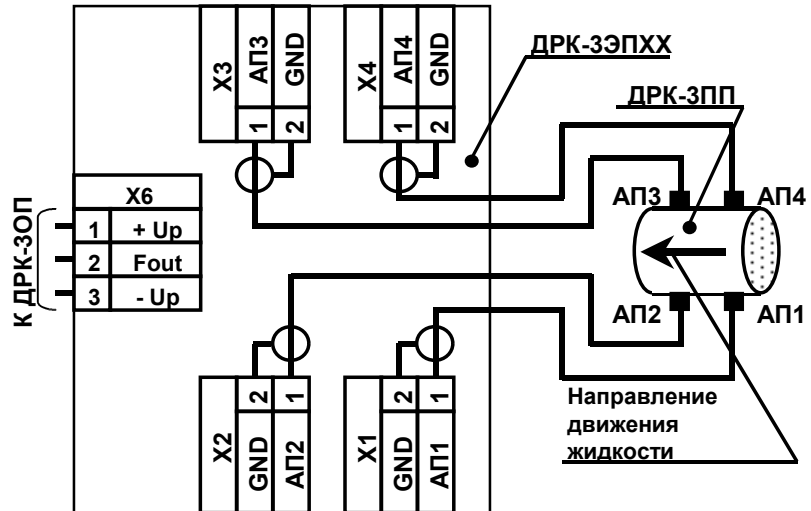 X3
АП3
GND
1
2
X4
АП4
GND
1
2
ДРК-3ЭПХХ
ДРК-3ПП
X6
1
+ Up
2
Fout
3
- Up
К ДРК-3ОП
АП3
АП4
АП2
АП1
X2
GND
АП2
2
1
X1
GND
АП1
2
1
Направление
движения
жидкости